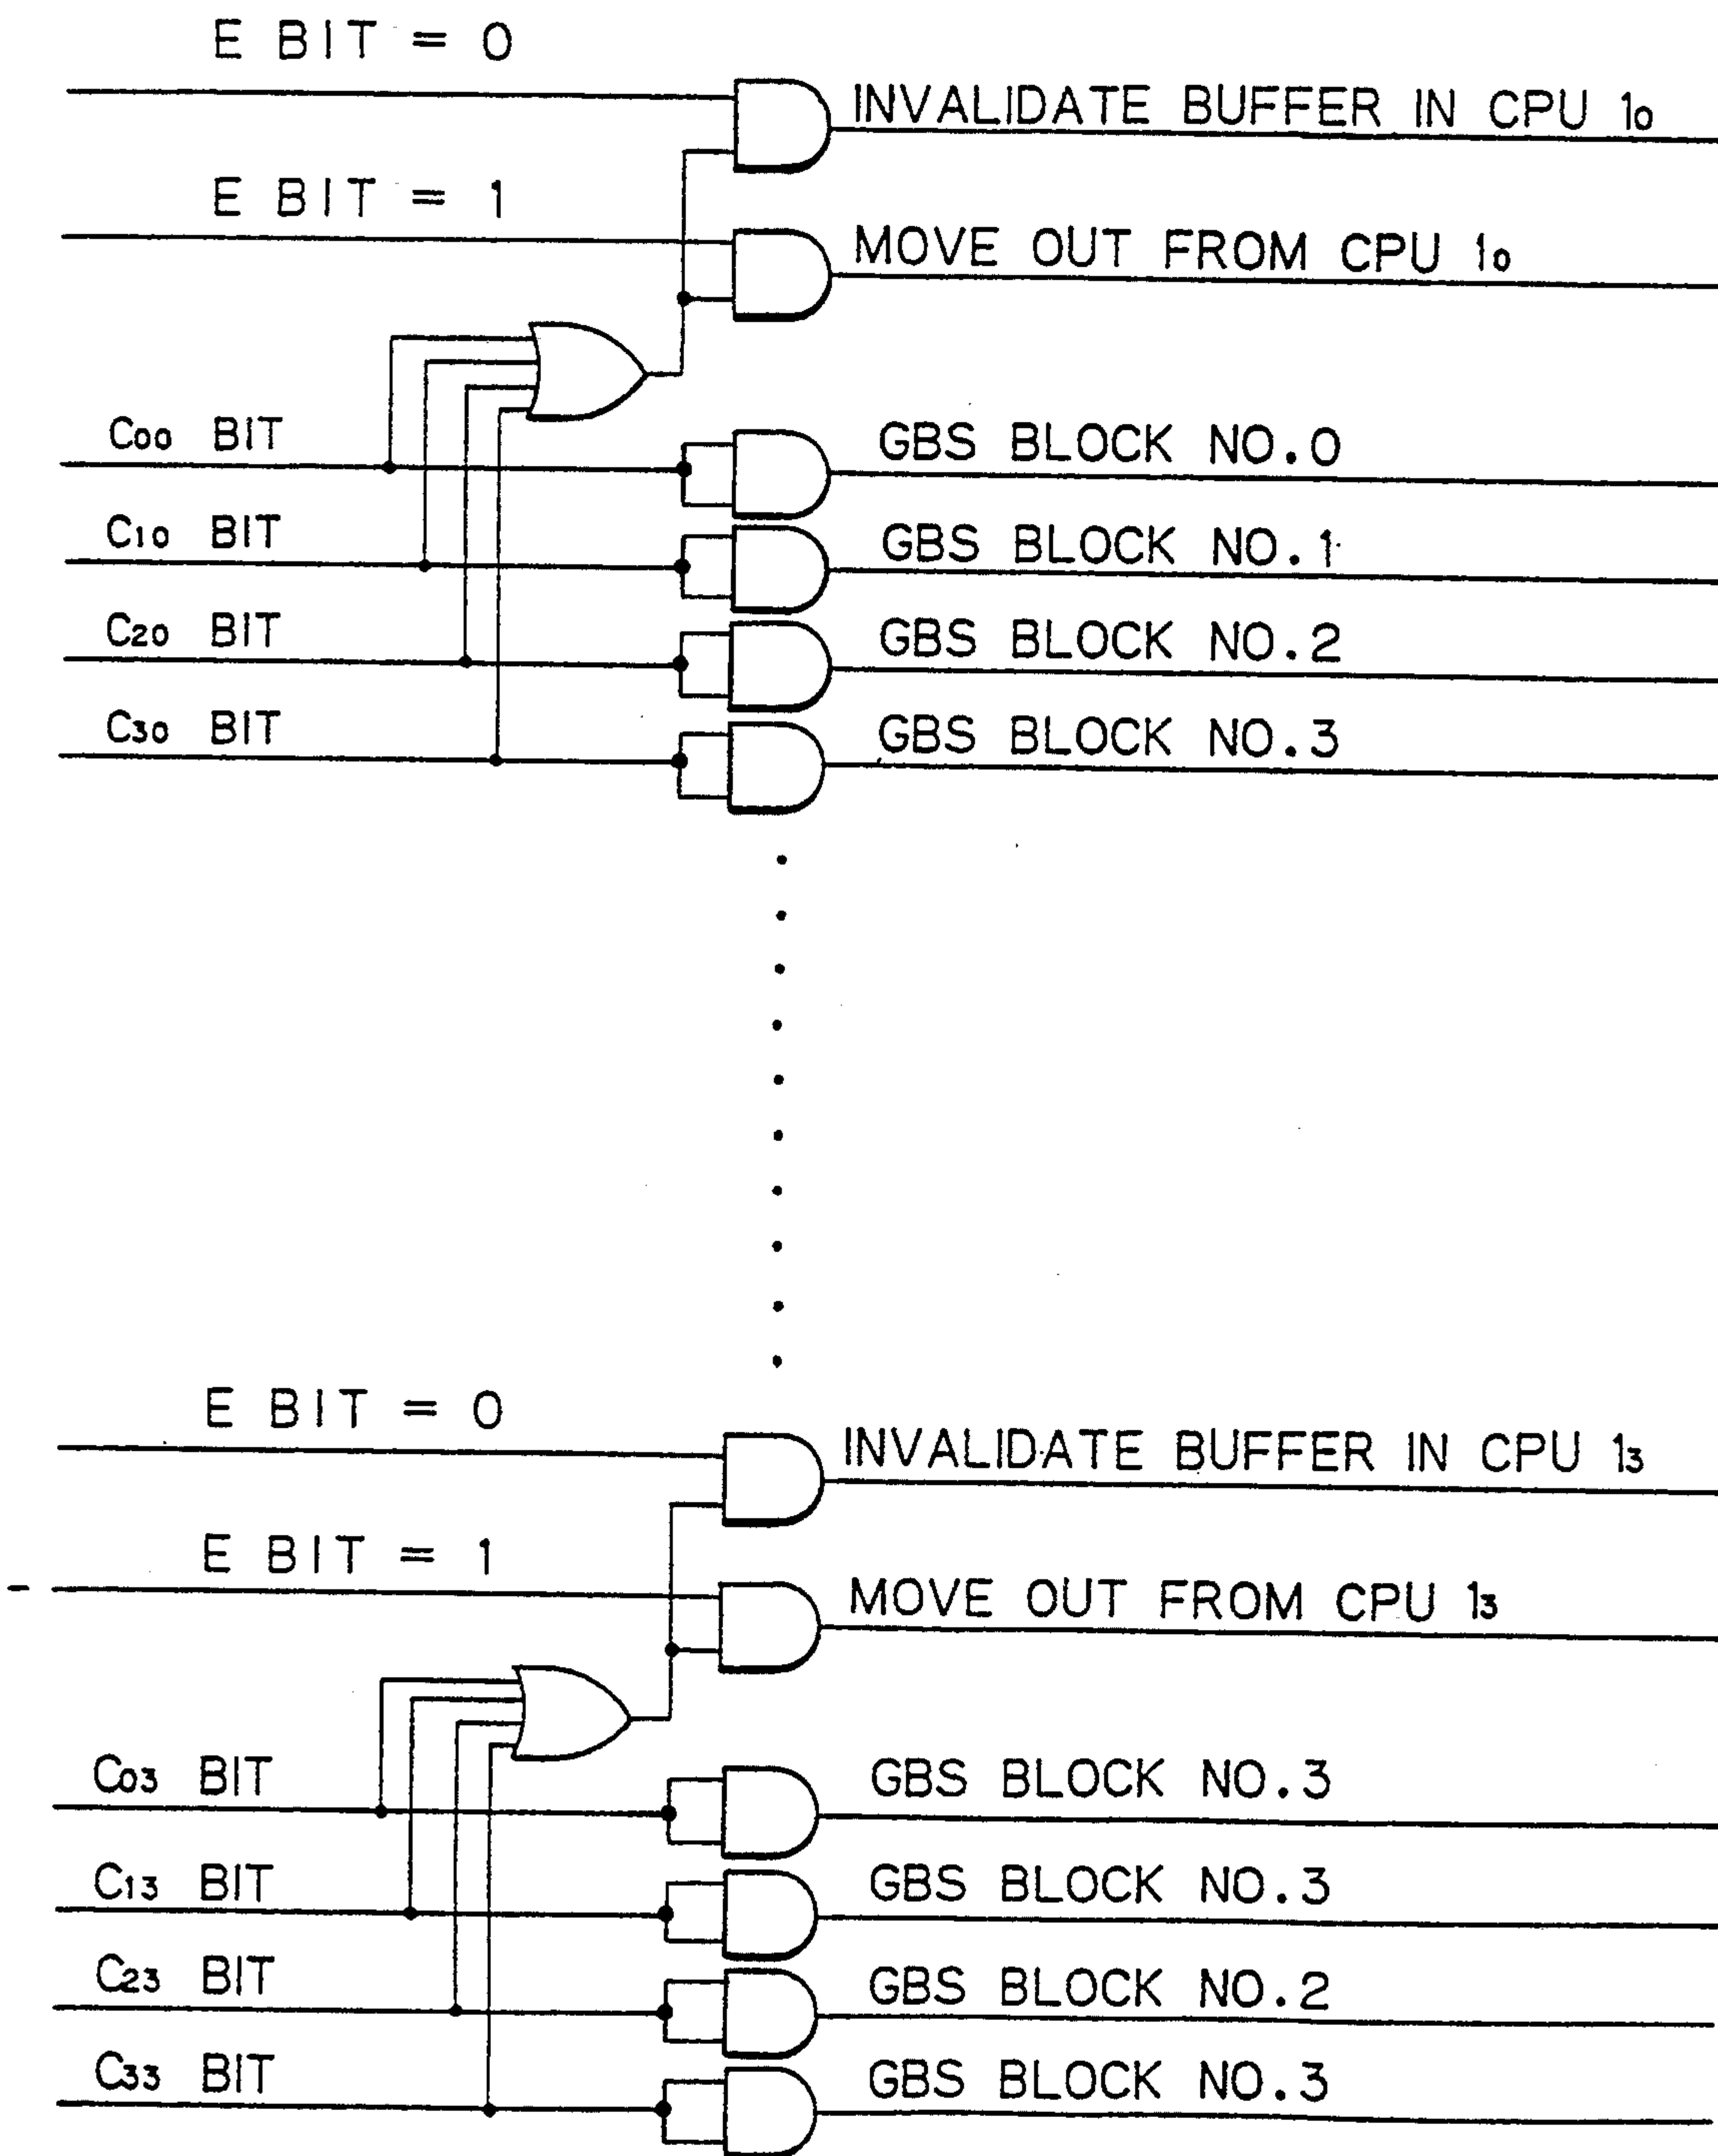 E BIT = 0
INVALIDATE BUFFER IN CPU 1₀
E BIT = 1
MOVE OUT FROM CPU 1₀
C₀₀ BIT
GBS BLOCK NO.0
C₁₀ BIT
GBS BLOCK NO.1
C₂₀ BIT
GBS BLOCK NO.2
C₃₀ BIT
GBS BLOCK NO.3
E BIT = 0
INVALIDATE BUFFER IN CPU 1₃
E BIT = 1
MOVE OUT FROM CPU 1₃
C₀₃ BIT
GBS BLOCK NO.3
C₁₃ BIT
GBS BLOCK NO.3
C₂₃ BIT
GBS BLOCK NO.2
C₃₃ BIT
GBS BLOCK NO.3